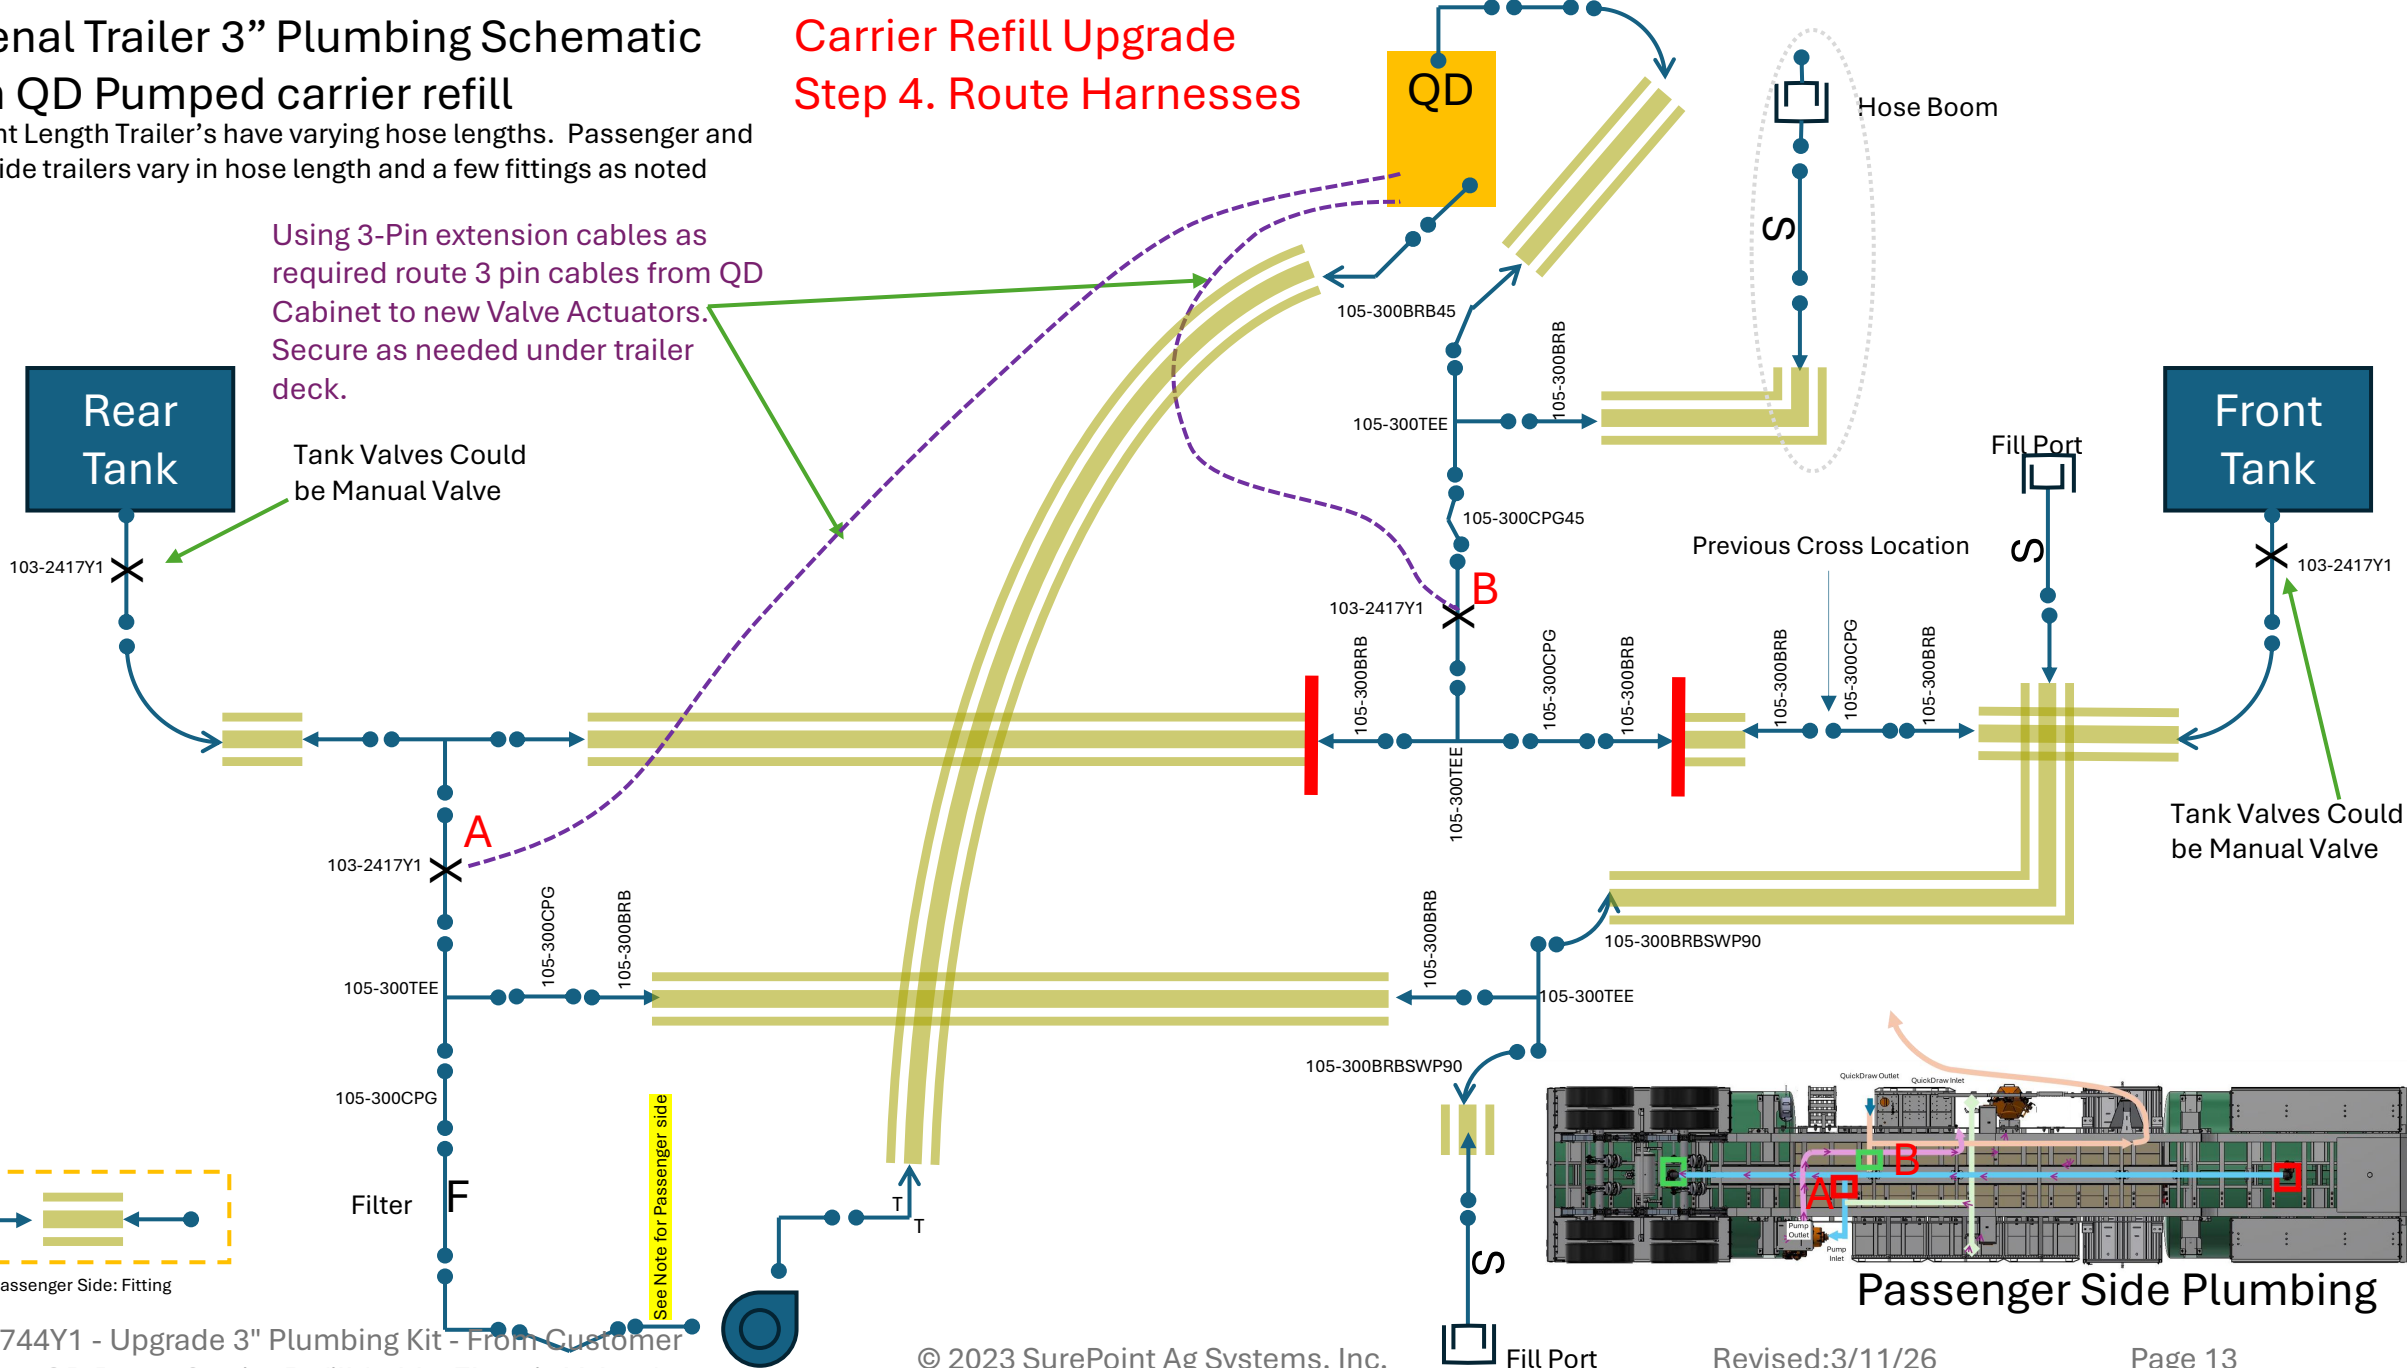 enal Trailer 3” Plumbing Schematic
QD Pumped carrier refill
nt Length Trailer’s have varying hose lengths. Passenger and
ide trailers vary in hose length and a few fittings as noted
Carrier Refill Upgrade
Step 4. Route Harnesses
QD
Hose Boom
S
Using 3-Pin extension cables as
required route 3 pin cables from QD
Cabinet to new Valve Actuators.
Secure as needed under trailer
deck.
105-300BRB45
105-300BRB
Rear
Tank
Tank Valves Could
be Manual Valve
103-2417Y1
105-300TEE
105-300CPG45
Fill Port
S
Front
Tank
103-2417Y1
Previous Cross Location
B
103-2417Y1
105-300BRB
105-300CPG
105-300BRB
105-300BRB
105-300CPG
105-300BRB
105-300TEE
Tank Valves Could
be Manual Valve
A
103-2417Y1
105-300CPG
105-300BRB
105-300BRB
105-300BRBSWP90
105-300TEE
105-300TEE
105-300BRBSWP90
105-300CPG
Filter
F
See Note for Passenger side
T
T
S
Fill Port
QuickDraw Outlet
QuickDraw Inlet
B
A
Pump
Outlet
Pump
Inlet
Passenger Side Plumbing
assenger Side: Fitting
744Y1 - Upgrade 3" Plumbing Kit - From Customer
© 2023 SurePoint Ag Systems, Inc.
Revised:3/11/26
Page 13